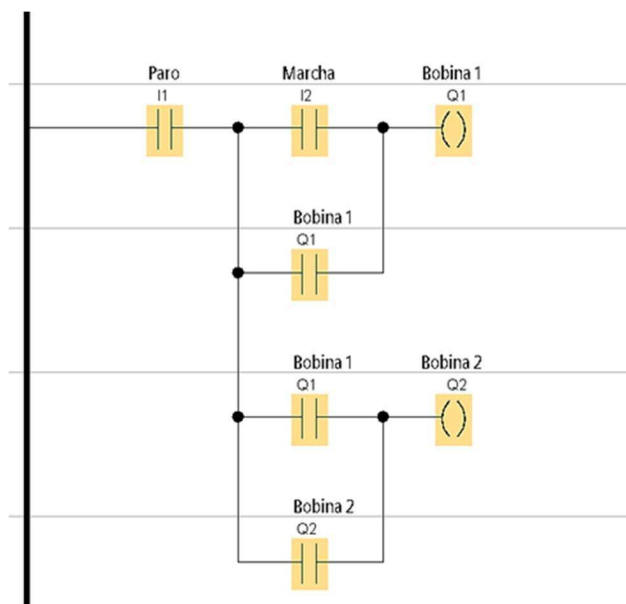 Paro Marcha Bobina 1
I1 I2 Q1
Bobina 1
Q1
Bobina 1 Bobina 2
Q1 Q2
Bobina 2
Q2